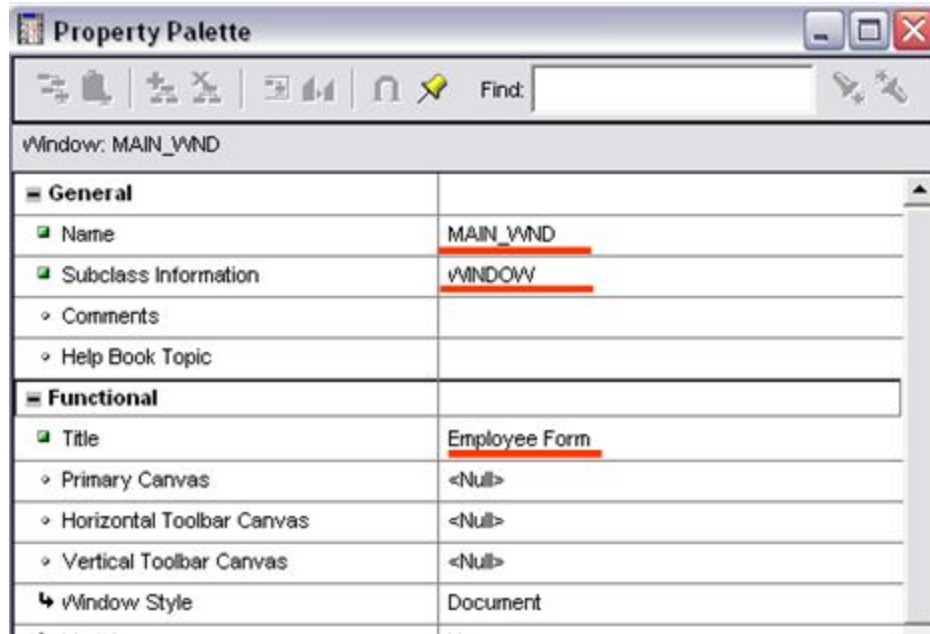 Property Palette
Find:
Window: MAIN_WND
General
Name MAIN_WND
Subclass Information WINDOW
Comments
Help Book Topic
Functional
Title Employee Form
Primary Canvas <Null>
Horizontal Toolbar Canvas <Null>
Vertical Toolbar Canvas <Null>
Window Style Document